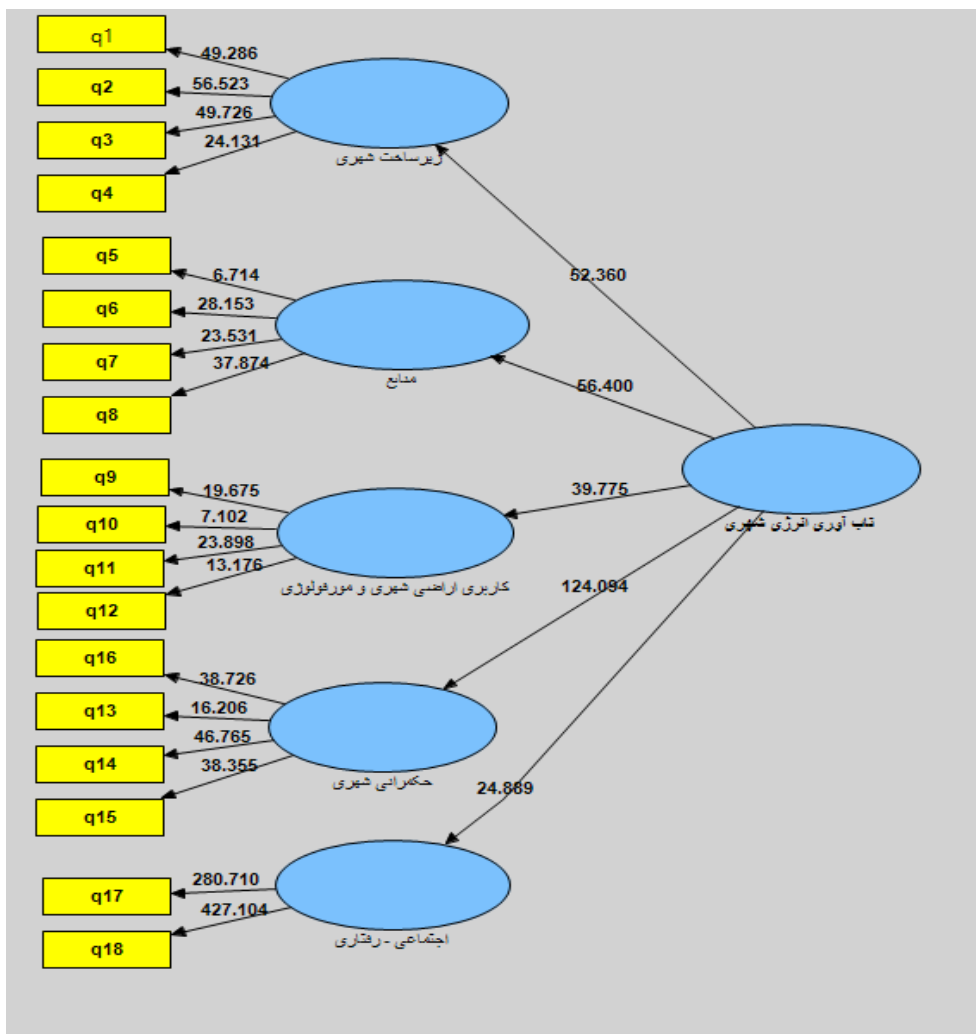 q1
49.286
q2
56.523
q3
49.726
24.131
زیرساخت شهری
q4
52.360
q5
6.714
q6
28.153
q7
23.531
37.874
منابع
q8
56.400
q9
19.675
39.775
q10
7.102
تاب آوری انرژی شهری
q11
23.898
13.176
کاربری اراضی شهری و مورفولوژی
q12
124.094
q16
38.726
q13
16.206
q14
46.765
38.355
حکمرانی شهری
q15
24.889
q17
280.710
427.104
q18
اجتماعی - رفتاری